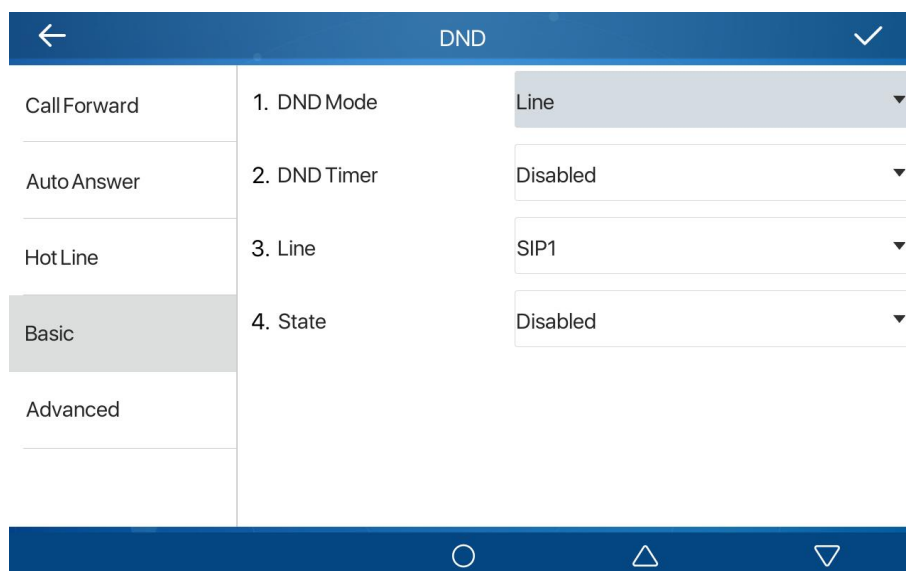 DND
Call Forward
Auto Answer
Hot Line
Basic
Advanced
1. DND Mode Line
2. DND Timer Disabled
3. Line SIP1
4. State Disabled